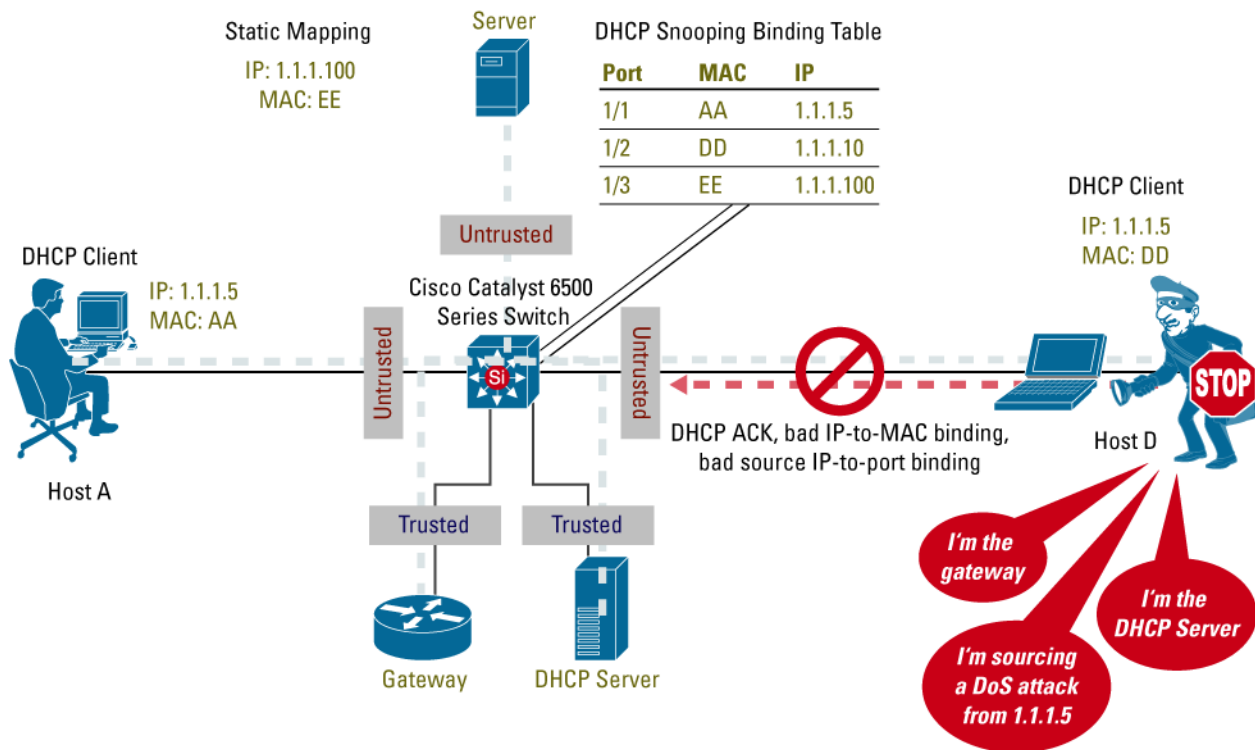 Static Mapping
IP: 1.1.1.100
MAC: EE
Server
DHCP Snooping Binding Table
Port MAC IP
1/1 AA 1.1.1.5
1/2 DD 1.1.1.10
1/3 EE 1.1.1.100
DHCP Client
IP: 1.1.1.5
MAC: DD
Untrusted
DHCP Client
IP: 1.1.1.5
MAC: AA
Cisco Catalyst 6500
Series Switch
Untrusted
Si
Untrusted
STOP
DHCP ACK, bad IP-to-MAC binding,
bad source IP-to-port binding
Host D
Host A
Trusted
Trusted
Gateway
DHCP Server
I'm the
gateway
I'm the
DHCP Server
I'm sourcing
a DoS attack
from 1.1.1.5